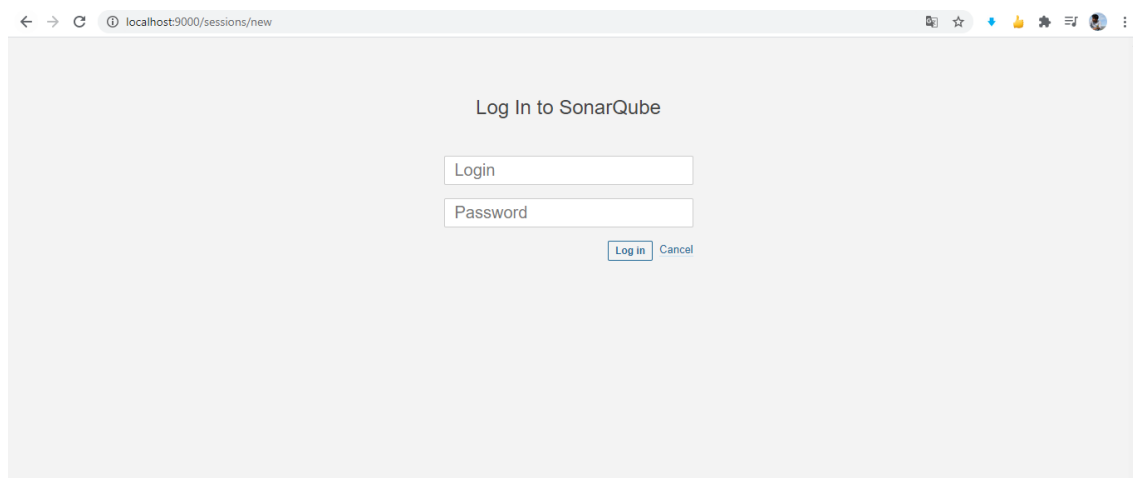 localhost:9000/sessions/new
Log In to SonarQube
Login
Password
Log in Cancel